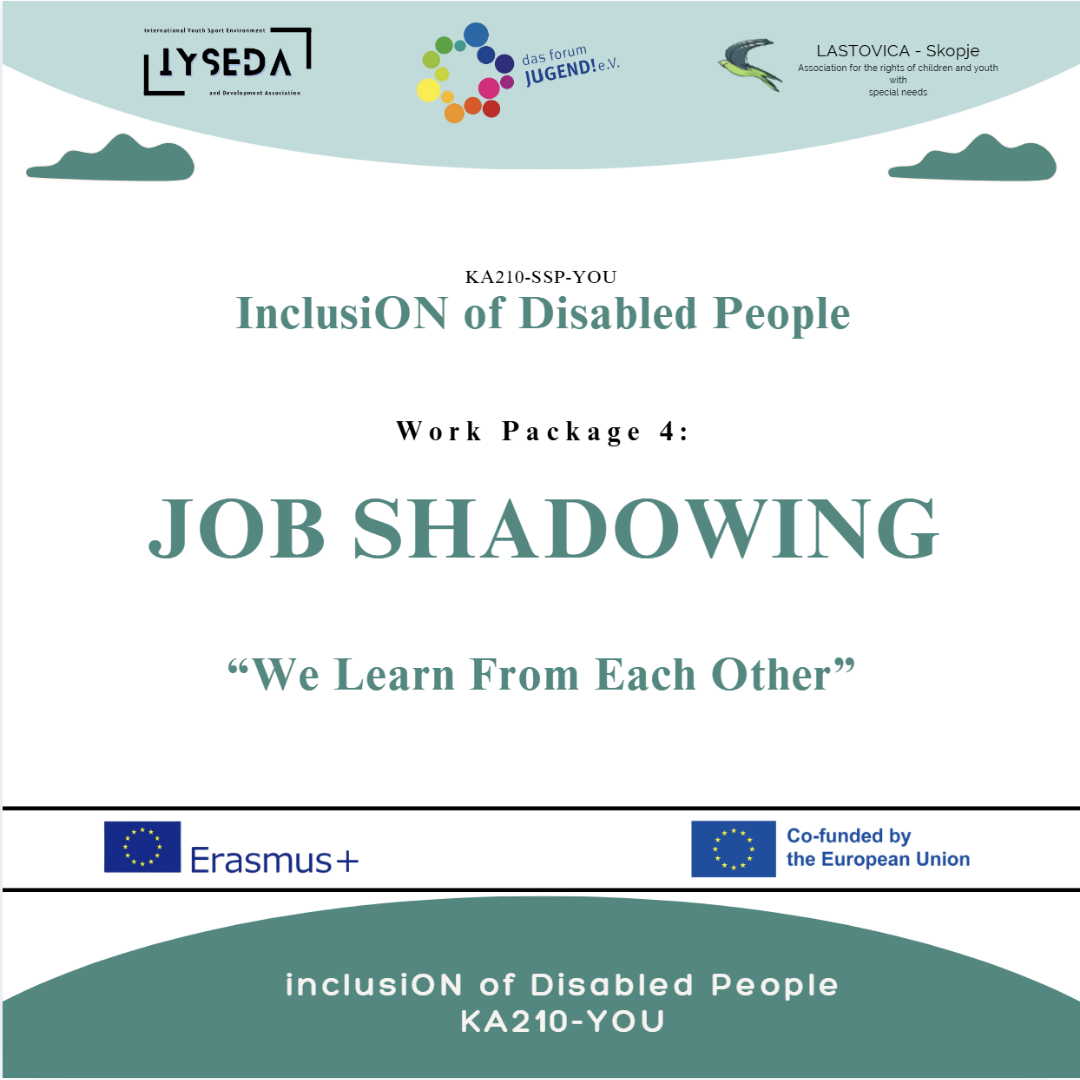 International Youth Sport Environment
IYSEDA
and Development Association
das forum
JUGEND!e.V.
LASTOVICA - Skopje
Association for the rights of children and youth
with
special needs
KA210-SSP-YOU
InclusiON of Disabled People
Work Package 4:
JOB SHADOWING
“We Learn From Each Other”
Erasmus+
Co-funded by
the European Union
inclusiON of Disabled People
KA210-YOU